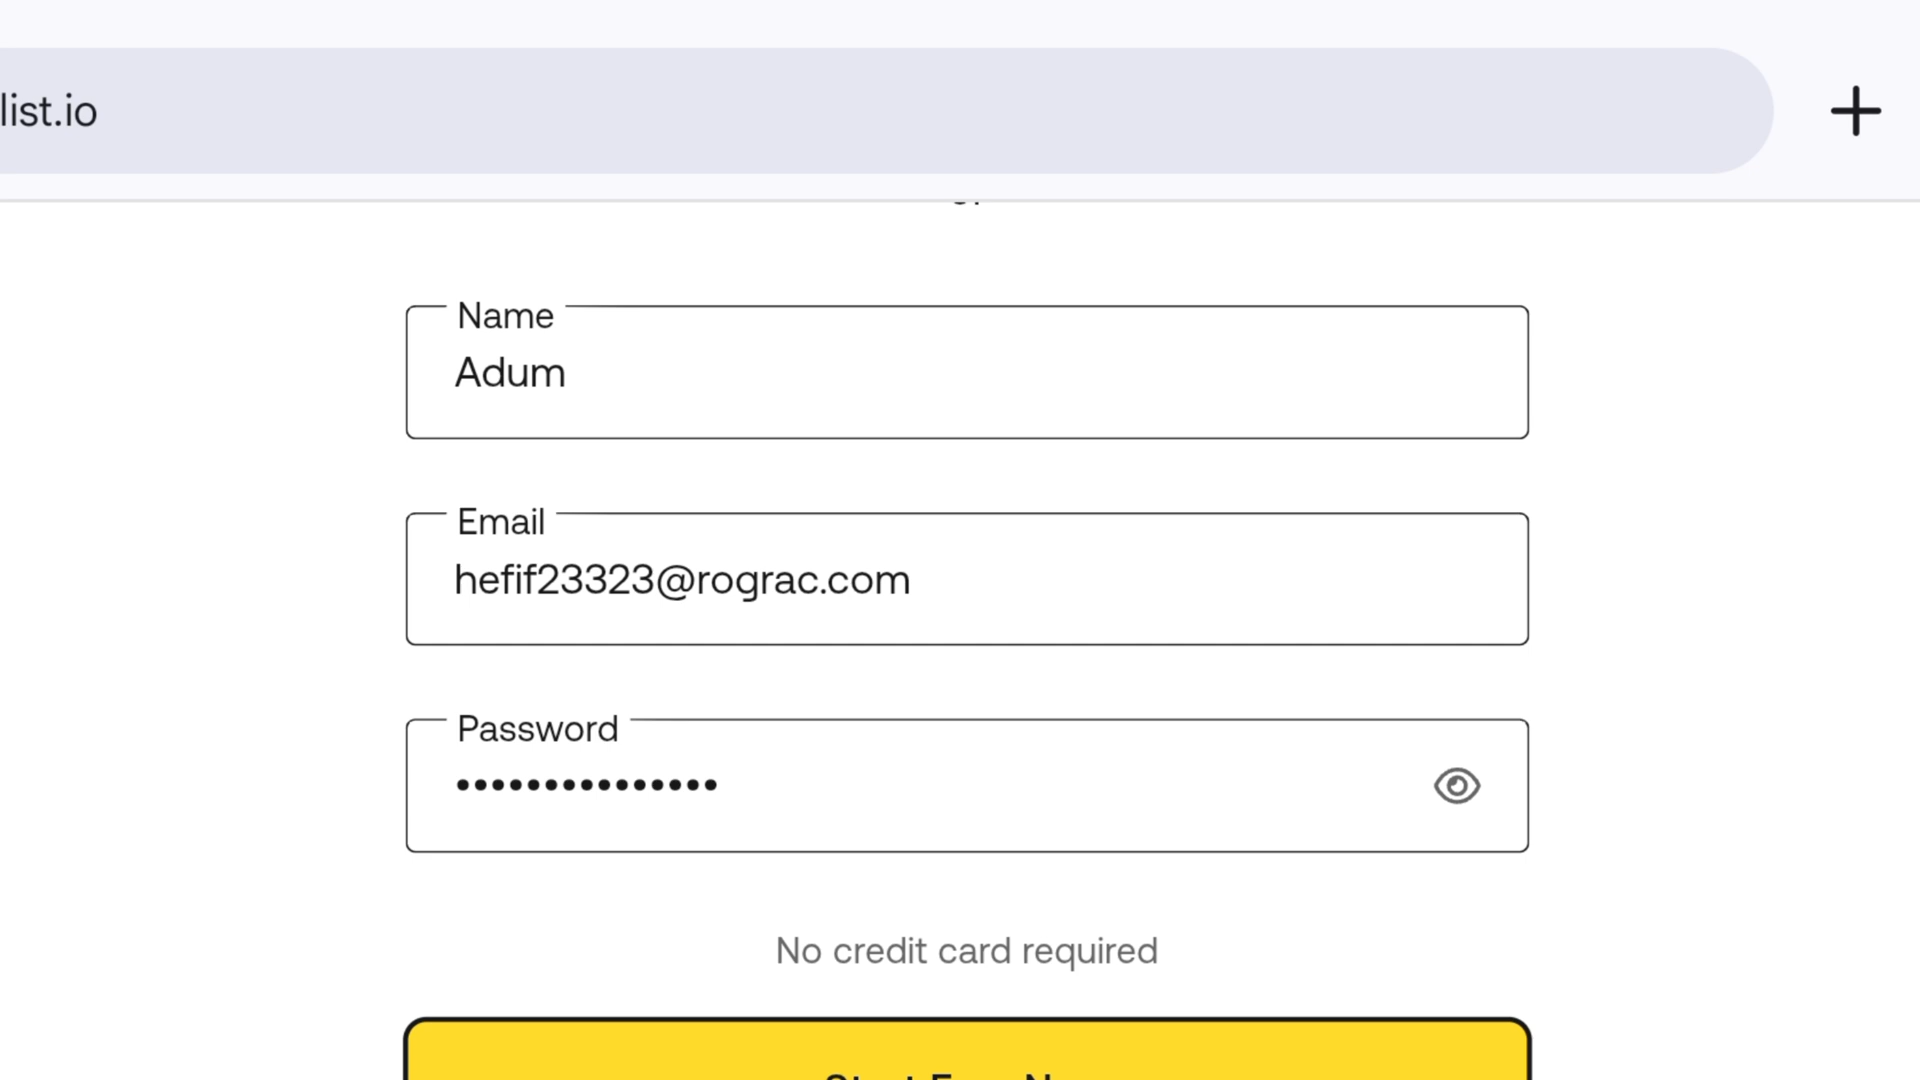 list.io
Name
Adum
Email
hefif23323@rograc.com
Password
No credit card required